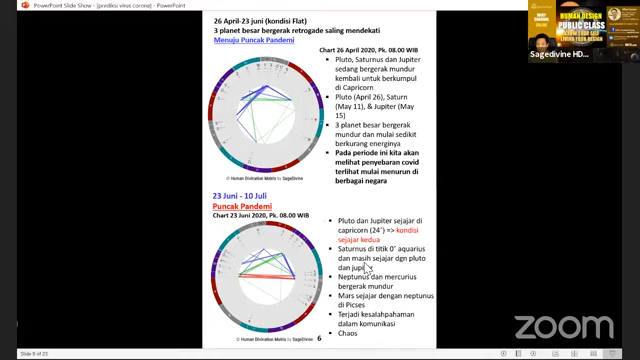 PowerPoint Slide Show - [prediksi virus corona]
26 April-23 juni (kondisi Flat)
3 planet besar bergerak retrogade saling mendekati
Menuju Puncak Pandemi
Chart 26 April 2020, Pk. 08.00 WIB
• Pluto, Saturnus dan Jupiter
sedang bergerak mundur
kembali untuk berkumpul
di Capricorn
• Pluto (April 26), Saturn
(May 11), & Jupiter (May
15)
• 3 planet besar bergerak
mundur dan mulai sedikit
berkurang energinya
• Pada periode ini kita akan
melihat penyebaran covid
terlihat mulai menurun di
berbagai negara
© Human Divination Matrix by SageDivine
23 Juni - 10 Juli
Puncak Pandemi
Chart 23 Juni 2020, Pk. 08.00 WIB
• Pluto dan Jupiter sejajar di
capricorn (24°) => kondisi
sejajar kedua
• Saturnus di titik 0° aquarius
dan masih sejajar dgn pluto
dan jupiter
• Neptunus dan mercurius
bergerak mundur
• Mars sejajar dengan neptunus
di Picses
• Terjadi kesalahpahaman
dalam komunikasi
• Chaos
© Human Divination Matrix by SageDivine
6
HUMAN DESIGN
PUBLIC CLASS
Sagedivine HD...
zoom
Slide 8 of 23